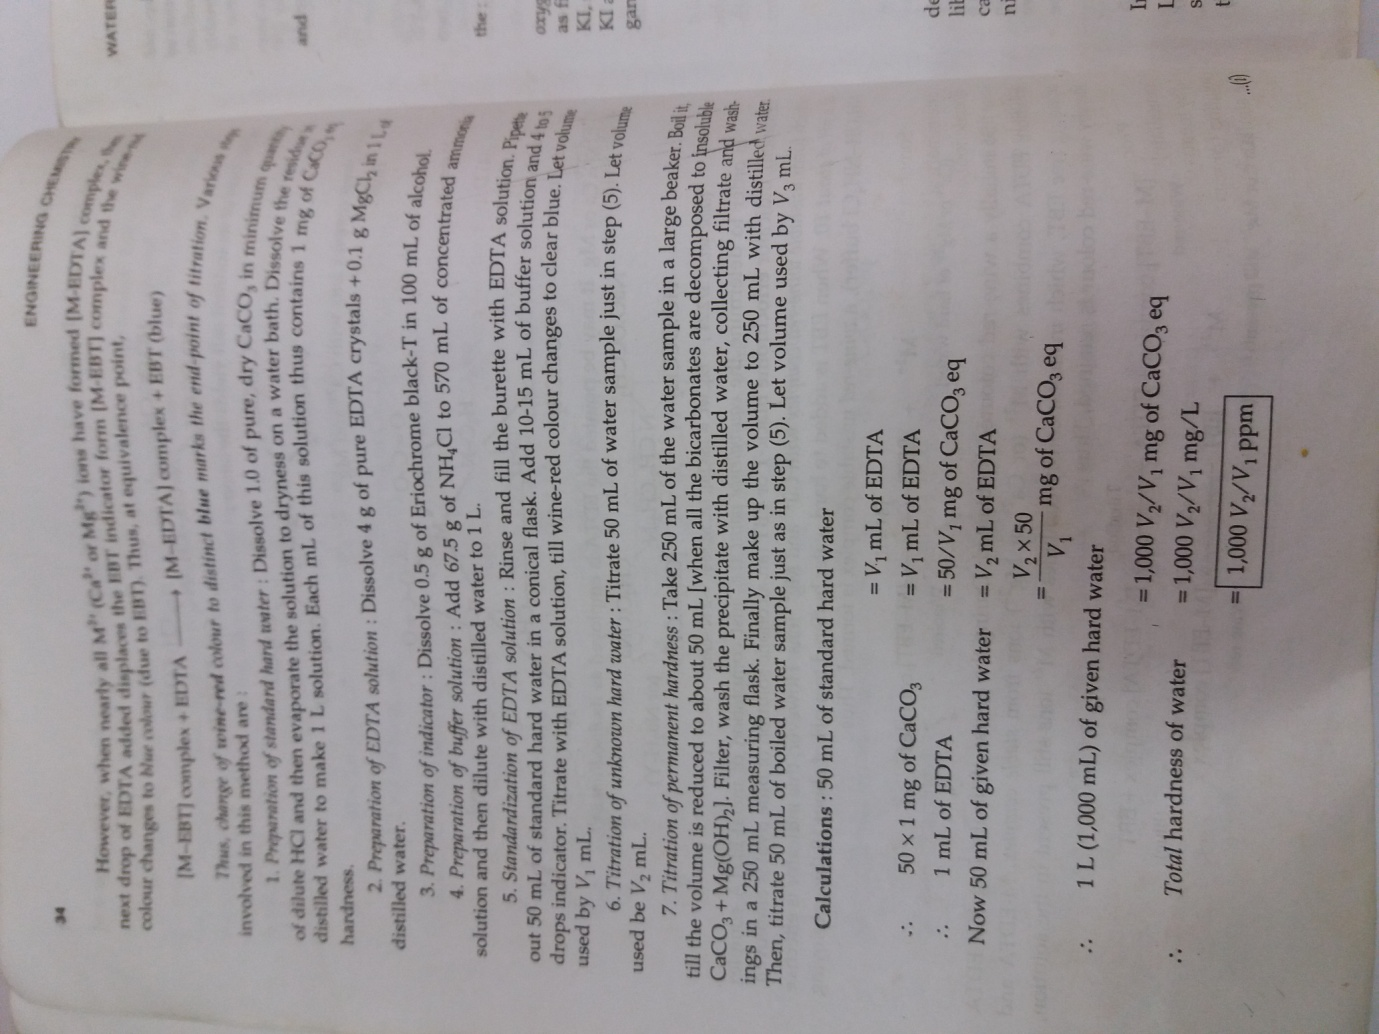 34
ENGINEERING CHEMISTRY
However, when nearly all M²⁺ (Ca²⁺ or Mg²⁺) ions have formed [M-EDTA] complex, then
next drop of EDTA added displaces the EBT indicator form [M-EBT] complex and the wine-red
colour changes to blue colour (due to EBT). Thus, at equivalence point,
[M–EBT] complex + EDTA ⟶ [M–EDTA] complex + EBT (blue)
Thus, change of wine-red colour to distinct blue marks the end-point of titration. Various
involved in this method are :
1. Preparation of standard hard water : Dissolve 1.0 of pure, dry CaCO₃ in minimum quantity
of dilute HCl and then evaporate the solution to dryness on a water bath. Dissolve the residue
distilled water to make 1 L solution. Each mL of this solution thus contains 1 mg of CaCO₃ eq
hardness.
2. Preparation of EDTA solution : Dissolve 4 g of pure EDTA crystals + 0.1 g MgCl₂ in 1 L of
distilled water.
3. Preparation of indicator : Dissolve 0.5 g of Eriochrome black-T in 100 mL of alcohol.
4. Preparation of buffer solution : Add 67.5 g of NH₄Cl to 570 mL of concentrated ammonia
solution and then dilute with distilled water to 1 L.
5. Standardization of EDTA solution : Rinse and fill the burette with EDTA solution. Pipette
out 50 mL of standard hard water in a conical flask. Add 10-15 mL of buffer solution and 4 to 5
drops indicator. Titrate with EDTA solution, till wine-red colour changes to clear blue. Let volume
used by V₁ mL.
6. Titration of unknown hard water : Titrate 50 mL of water sample just in step (5). Let volume
used be V₂ mL.
7. Titration of permanent hardness : Take 250 mL of the water sample in a large beaker. Boil it,
till the volume is reduced to about 50 mL [when all the bicarbonates are decomposed to insoluble
CaCO₃ + Mg(OH)₂]. Filter, wash the precipitate with distilled water, collecting filtrate and wash-
ings in a 250 mL measuring flask. Finally make up the volume to 250 mL with distilled water.
Then, titrate 50 mL of boiled water sample just as in step (5). Let volume used by V₃ mL.
Calculations : 50 mL of standard hard water
= V₁ mL of EDTA
∴ 50 × 1 mg of CaCO₃ = V₁ mL of EDTA
∴ 1 mL of EDTA = 50/V₁ mg of CaCO₃ eq
Now 50 mL of given hard water = V₂ mL of EDTA
= V₂ × 50 / V₁ mg of CaCO₃ eq
∴ 1 L (1,000 mL) of given hard water
= 1,000 V₂/V₁ mg of CaCO₃ eq
∴ Total hardness of water = 1,000 V₂/V₁ mg/L
= 1,000 V₂/V₁ ppm ...(i)
WATER
and
the
KI,
KI